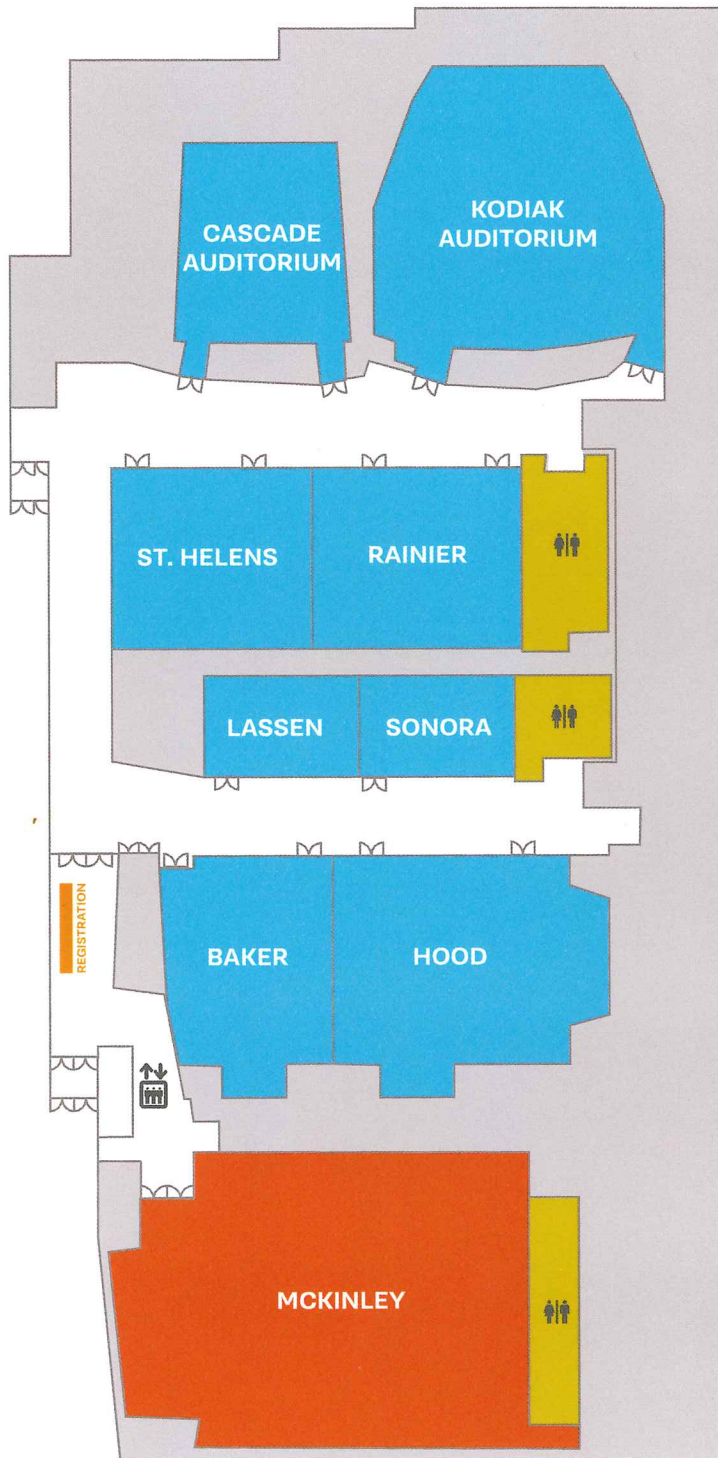 CASCADE
AUDITORIUM
KODIAK
AUDITORIUM
ST. HELENS
RAINIER
LASSEN
SONORA
REGISTRATION
BAKER
HOOD
MCKINLEY